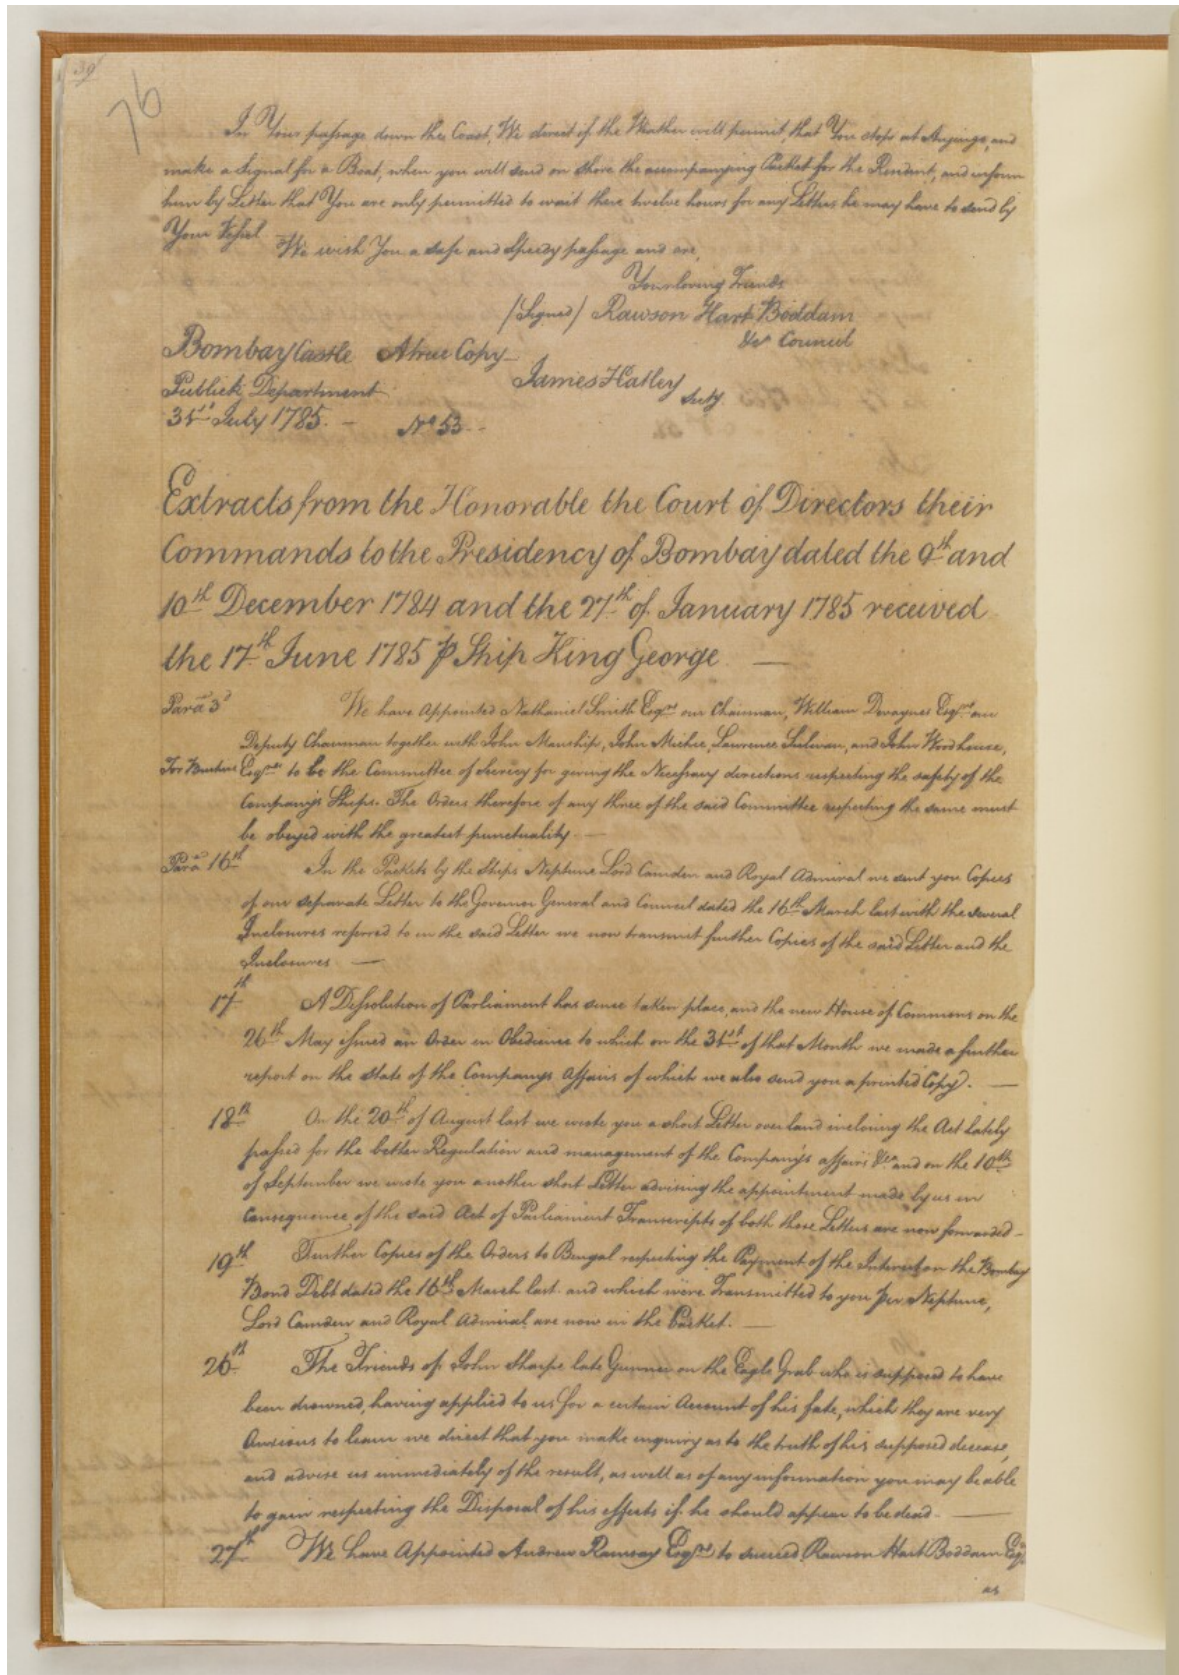 39
76
In Your passage down the Coast, We direct if the Weather will permit, that You stop at Anjengo, and
make a Signal for a Boat, when you will send on shore the accompanying Packet for the Resident, and inform
him by Letter that You are only permitted to wait there twelve hours for any Letters he may have to send by
Your Vessel.
We wish You a safe and Speedy passage and are,
Your loving Friends
(Signed) Rawson Hart Boddam
&ca Council
Bombay Castle A true Copy
James Hatley
Publick Department
Secty.
31st July 1785. — No. 53 --
Extracts from the Honorable the Court of Directors their
Commands to the Presidency of Bombay dated the 9th and
10th December 1784 and the 27th of January 1785 received
the 17th June 1785 p Ship King George —
Para 3d We have Appointed Nathaniel Smith Esqre our Chairman, William Devaynes Esqre our
Deputy Chairman together with John Manship, John Michie, Lawrence Sulivan, and John Woodhouse,
Esqres to be the Committee of Secrecy for giving the Necessary directions respecting the safety of the
Company's Ships. The Orders therefore of any three of the said Committee respecting the same must
be obeyed with the greatest punctuality —
Para 16th In the Packets by the Ships Neptune Lord Camden and Royal Admiral we sent you Copies
of our separate Letter to the Governor General and Council dated the 16th March last with the several
Inclosures referred to in the said Letter we now transmit further Copies of the said Letter and the
Inclosures —
17th A Dissolution of Parliament has since taken place, and the new House of Commons on the
26th May issued an Order in Obedience to which on the 31st of that Month we made a further
report on the State of the Companys Affairs of which we also send you a printed Copy. —
18th On the 20th of August last we wrote you a short Letter over land inclosing the Act Lately
passed for the better Regulation and management of the Company's affairs &ca and on the 10th
of September we wrote you another short Letter advising the appointment made by us in
Consequence of the said Act of Parliament Transcripts of both those Letters are now forwarded —
19th Further Copies of the Orders to Bengal respecting the Payment of the Interest on the Bombay
Bond Debt dated the 16th March last and which were Transmitted to you per Neptune,
Lord Camden and Royal Admiral are now in the Packet. —
26th The Friends of John Sharpe late Gunner on the Eagle Grab who is supposed to have
been drowned, having applied to us for a certain Account of his fate, which they are very
Anxious to learn we direct that you make enquiry as to the truth of his supposed decease,
and advise us immediately of the result, as well as of any information you may be able
to gain respecting the Disposal of his effects if he should appear to be dead. —
27th We have Appointed Andrew Ramsay Esqre to succeed Rawson Hart Boddam Esqr
as